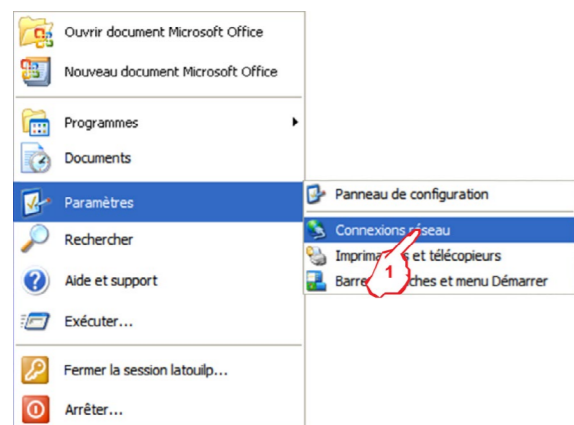 Ouvrir document Microsoft Office
Nouveau document Microsoft Office
Programmes
Documents
Paramètres
Rechercher
Aide et support
Exécuter...
Fermer la session latouilp...
Arrêter...
Panneau de configuration
Connexions réseau
et télécopieurs
et menu Démarrer
1